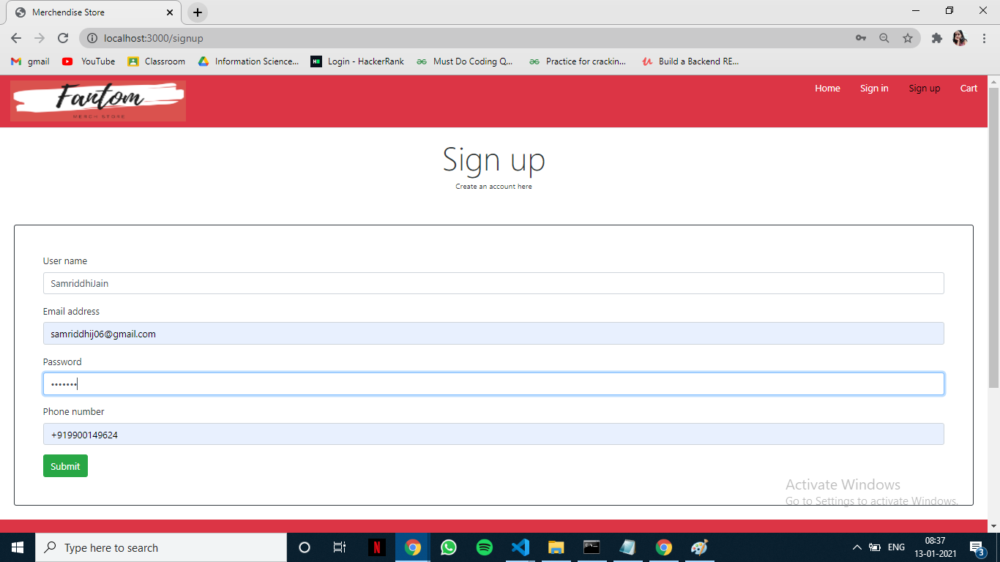 Merchendise Store
localhost:3000/signup
gmail YouTube Classroom Information Science... Login - HackerRank Must Do Coding Q... Practice for crackin... Build a Backend RE...
Fantom
MERCH STORE
Home Sign in Sign up Cart
Sign up
Create an account here
User name
SamriddhiJain
Email address
samriddhij06@gmail.com
Password
•••••••
Phone number
+919900149624
Submit
Activate Windows
Go to Settings to activate Windows.
Type here to search
ENG
08:37
13-01-2021
3